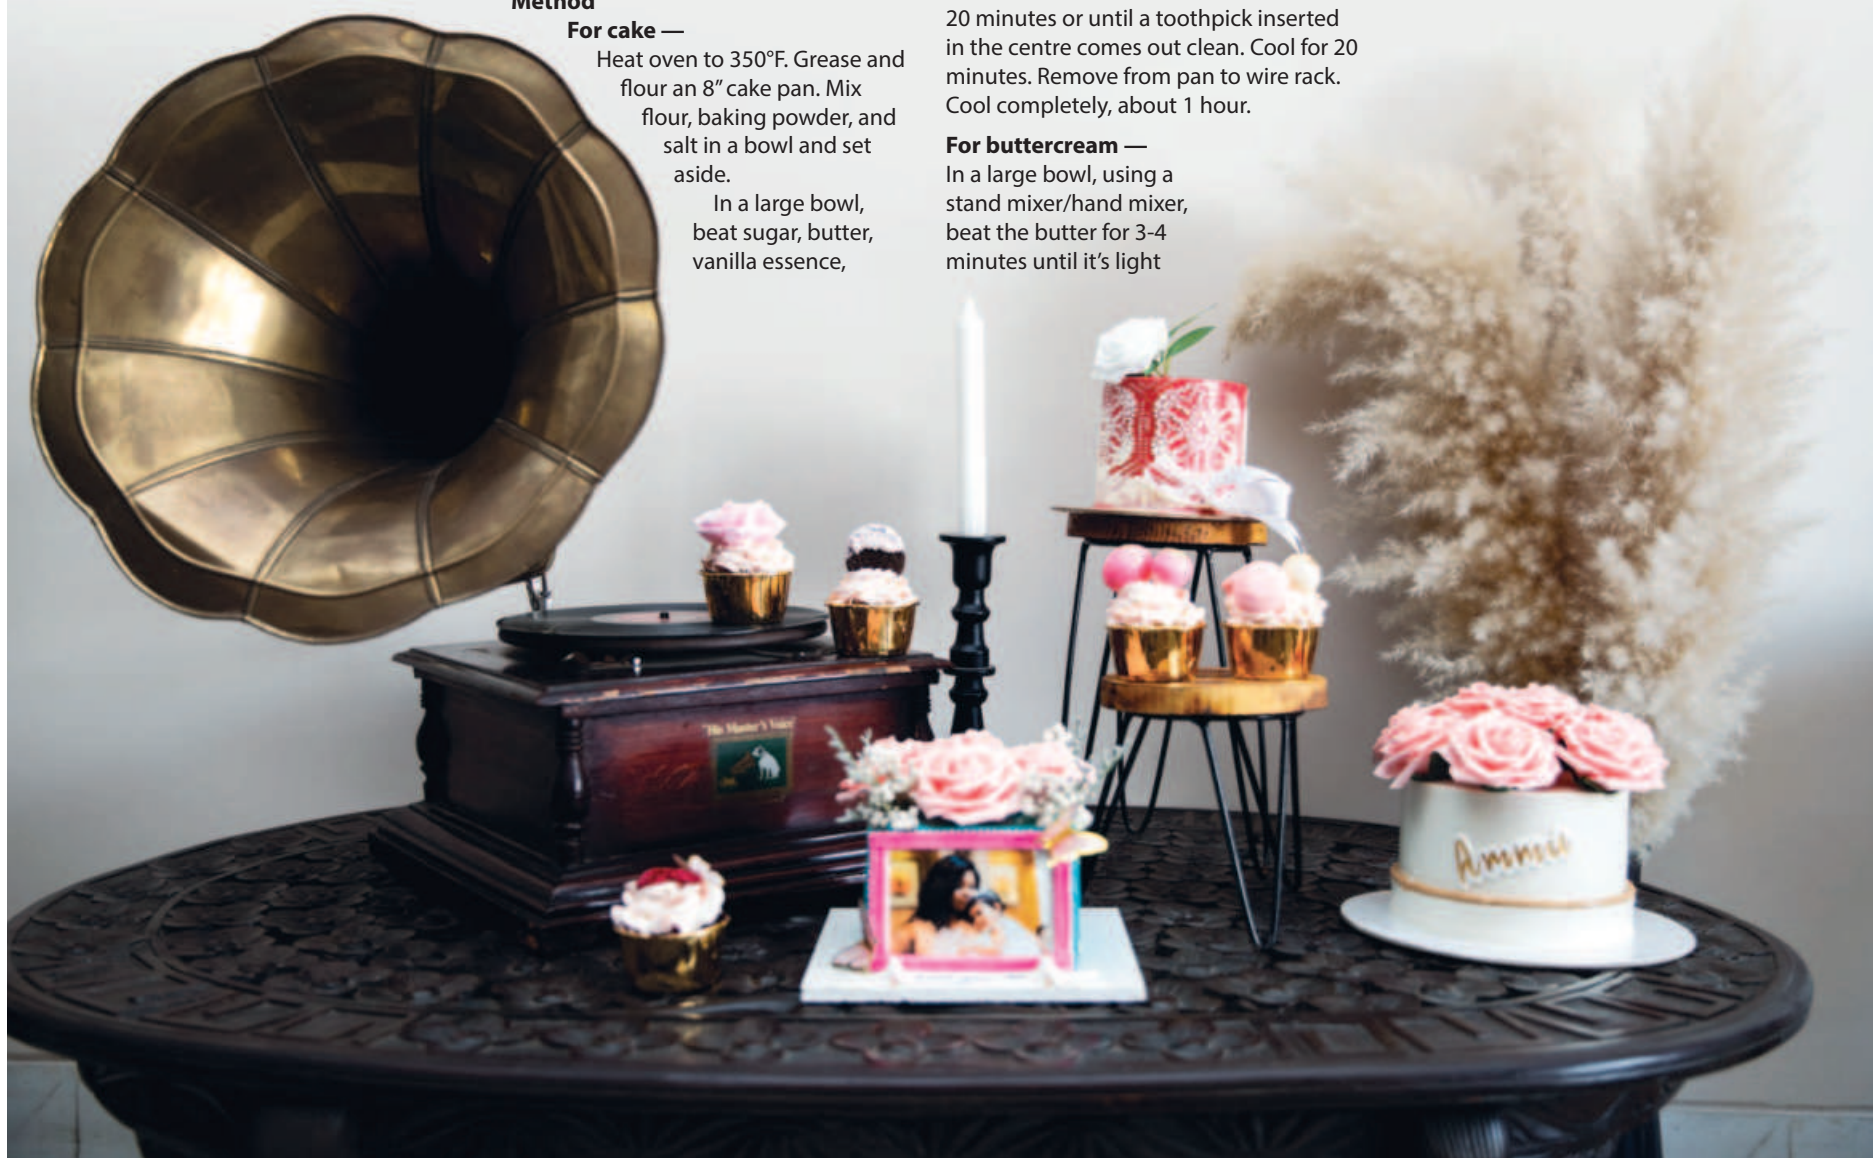 Method
For cake —
Heat oven to 350°F. Grease and
flour an 8” cake pan. Mix
flour, baking powder, and
salt in a bowl and set
aside.
In a large bowl,
beat sugar, butter,
vanilla essence,
20 minutes or until a toothpick inserted
in the centre comes out clean. Cool for 20
minutes. Remove from pan to wire rack.
Cool completely, about 1 hour.
For buttercream —
In a large bowl, using a
stand mixer/hand mixer,
beat the butter for 3-4
minutes until it’s light
"His Master's Voice"
Ammie